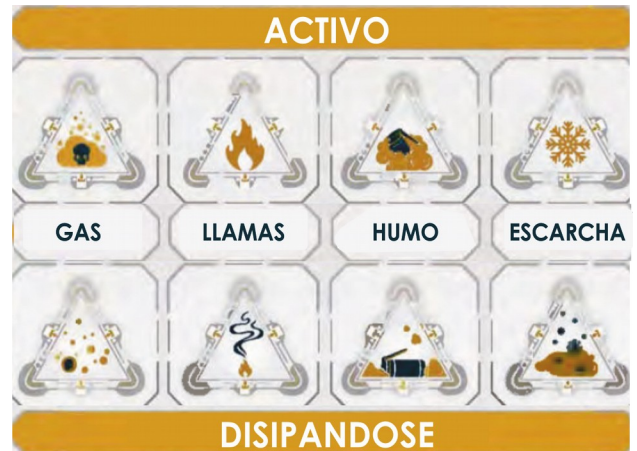 ACTIVO
GAS
LLAMAS
HUMO
ESCARCHA
DISIPANDOSE